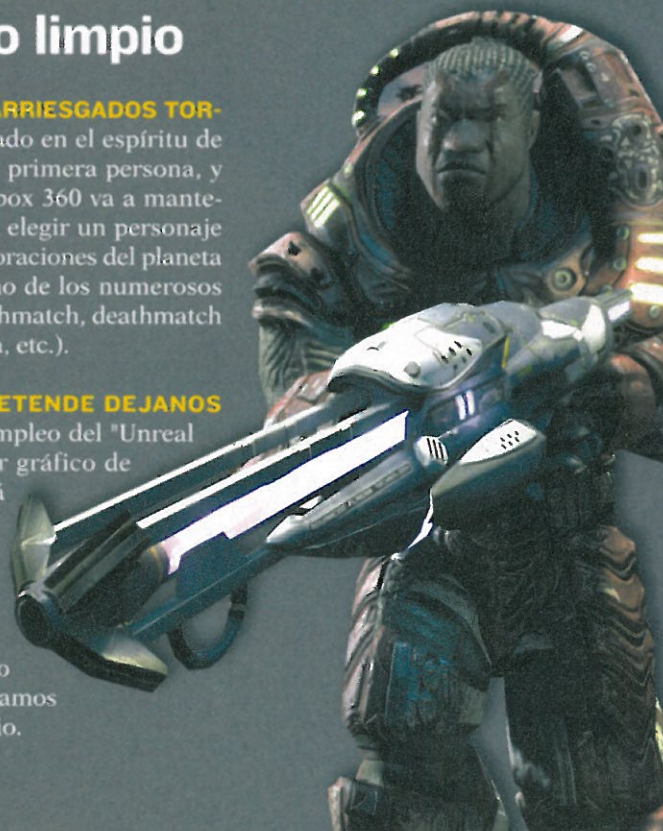 o limpio
ARRIESGADOS TOR-
ado en el espíritu de
primera persona, y
box 360 va a mante-
elegir un personaje
oraciones del planeta
no de los numerosos
thmatch, deathmatch
, etc.).
ETENDE DEJANOS
mpleo del "Unreal
r gráfico de
á
o
amos
io.